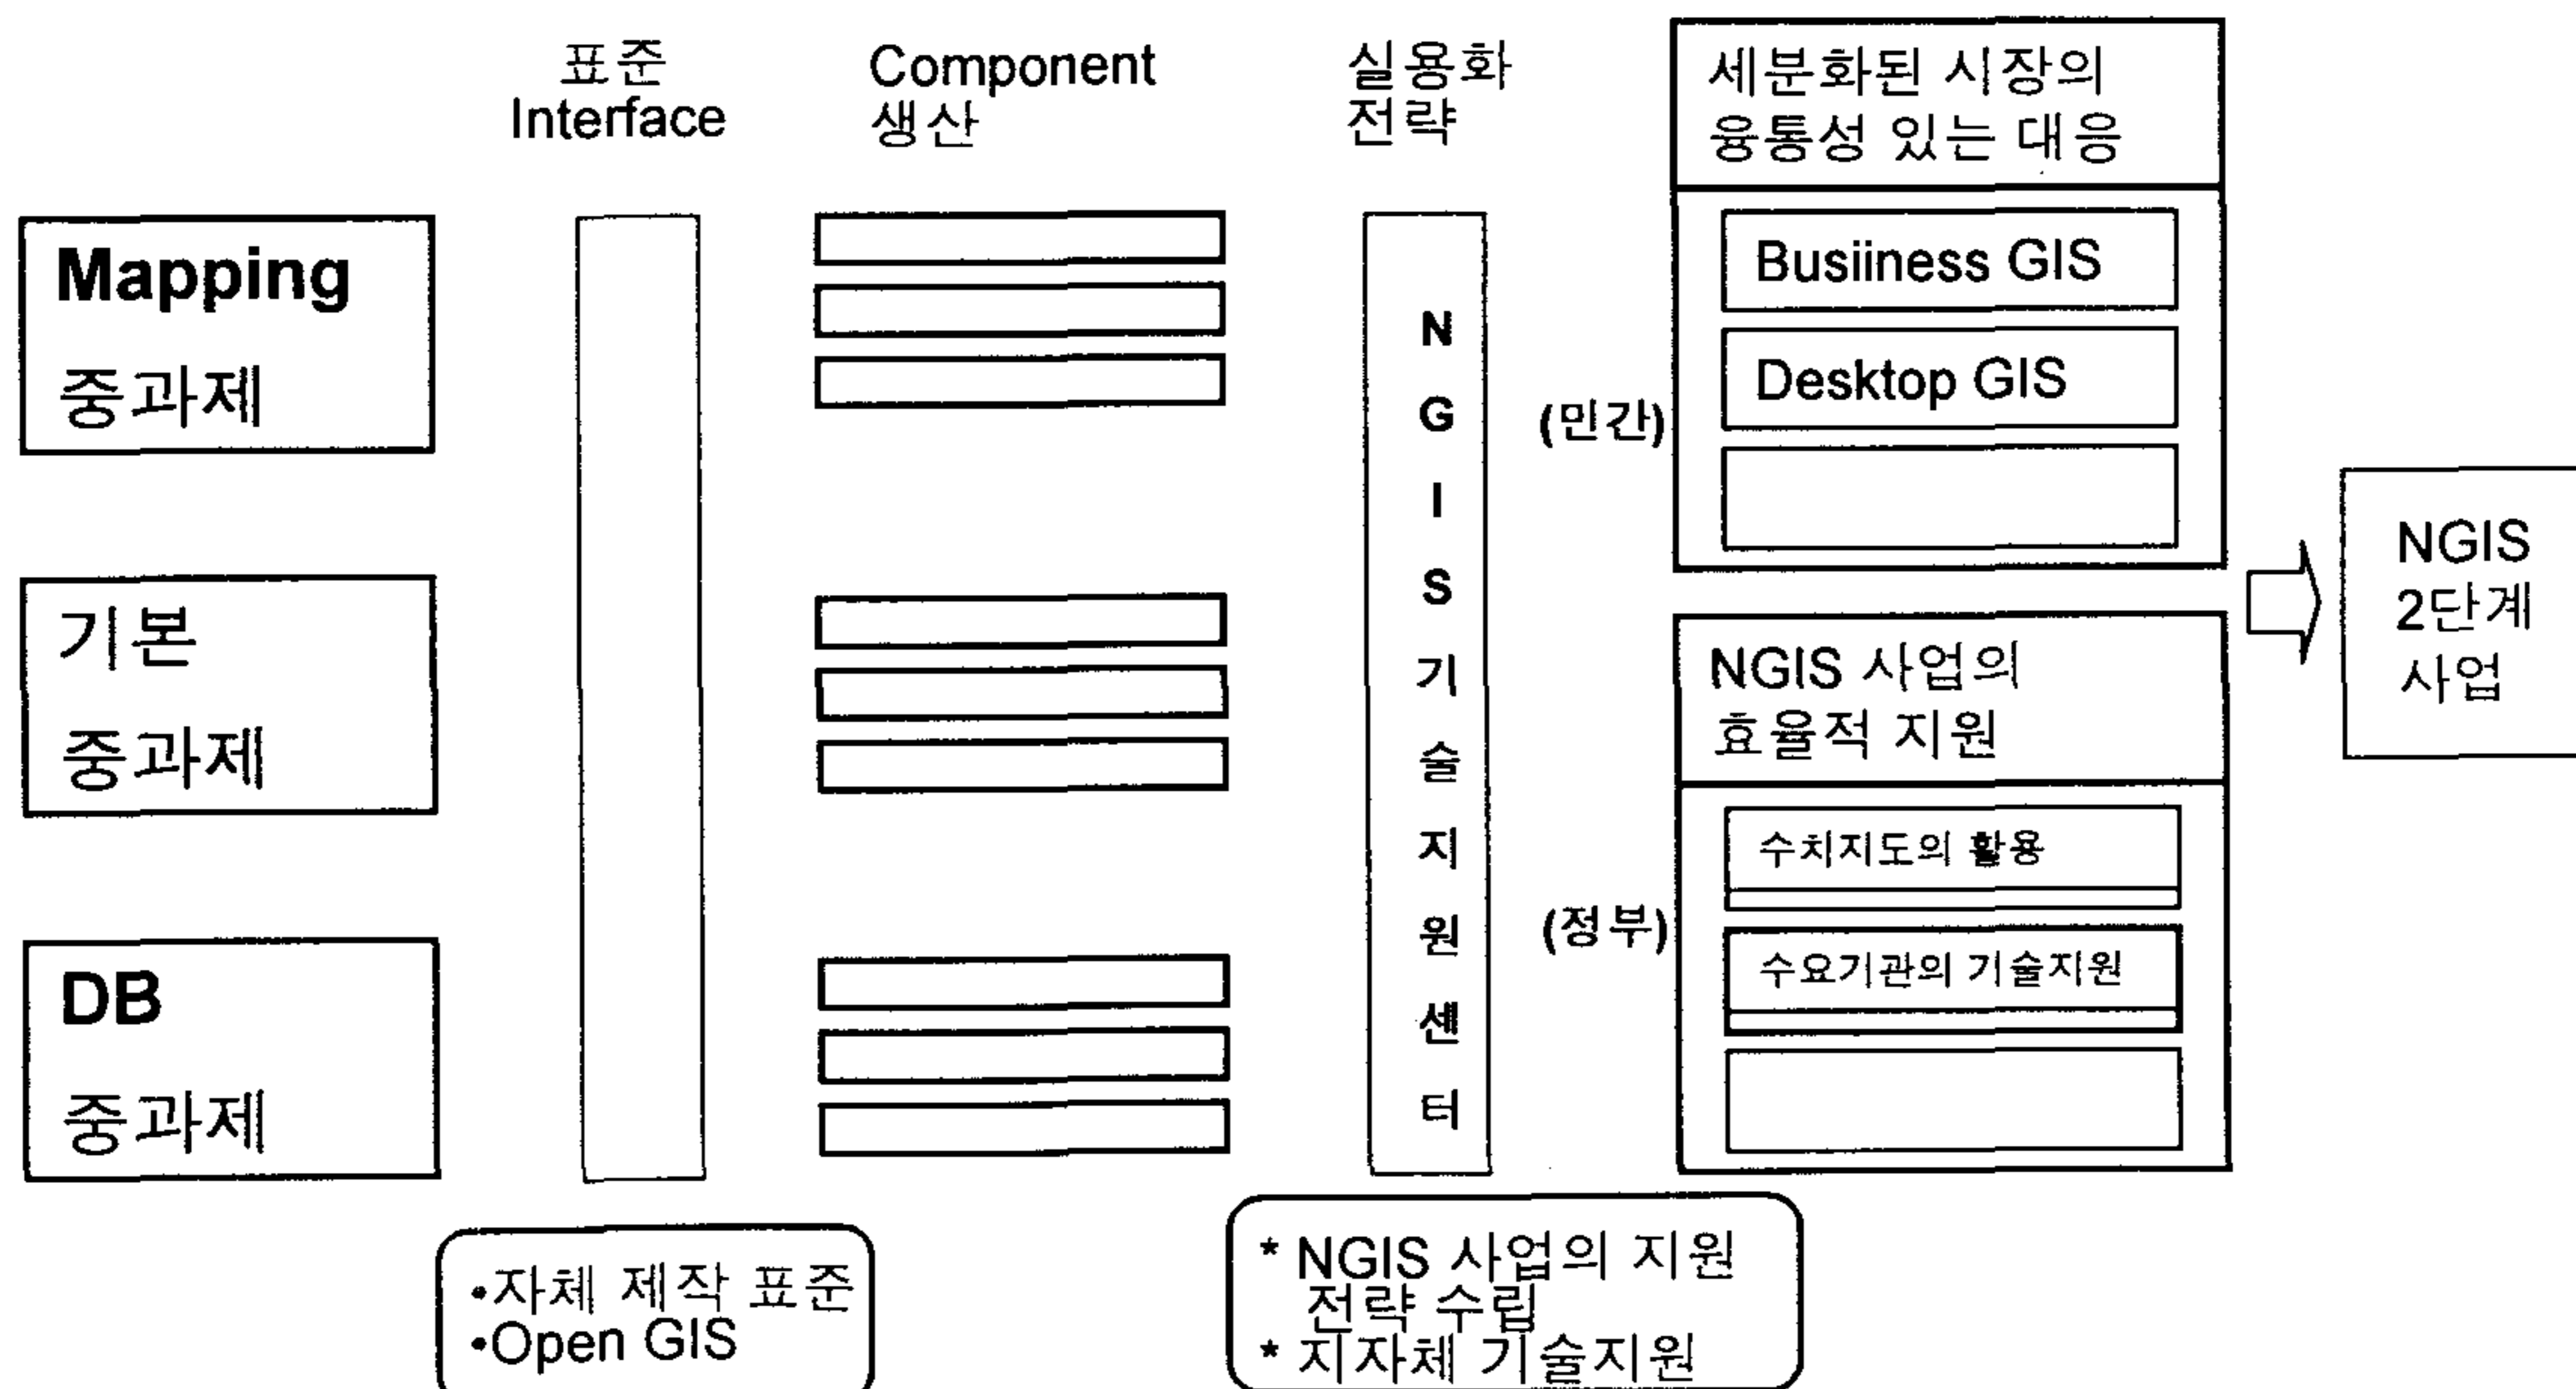 표준
Interface
Component
생산
실용화
전략
세분화된 시장의
융통성 있는 대응
Mapping
중과제
기본
중과제
DB
중과제
NGIS기술지원센터
(민간)
Busiiness GIS
Desktop GIS
NGIS 사업의
효율적 지원
(정부)
수치지도의 활용
수요기관의 기술지원
NGIS
2단계
사업
•자체 제작 표준
•Open GIS
* NGIS 사업의 지원
전략 수립
* 지자체 기술지원